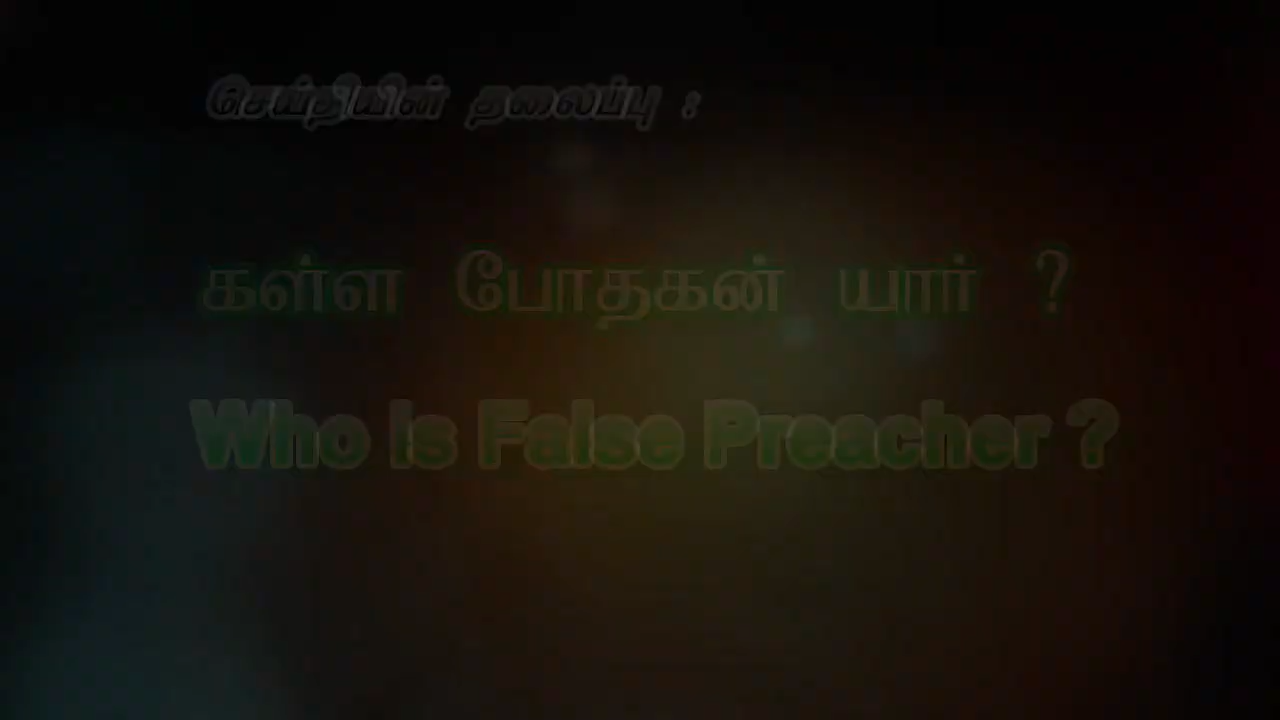 செய்தியின் தலைப்பு :
கள்ள போதகன் யார் ?
Who is False Preacher ?